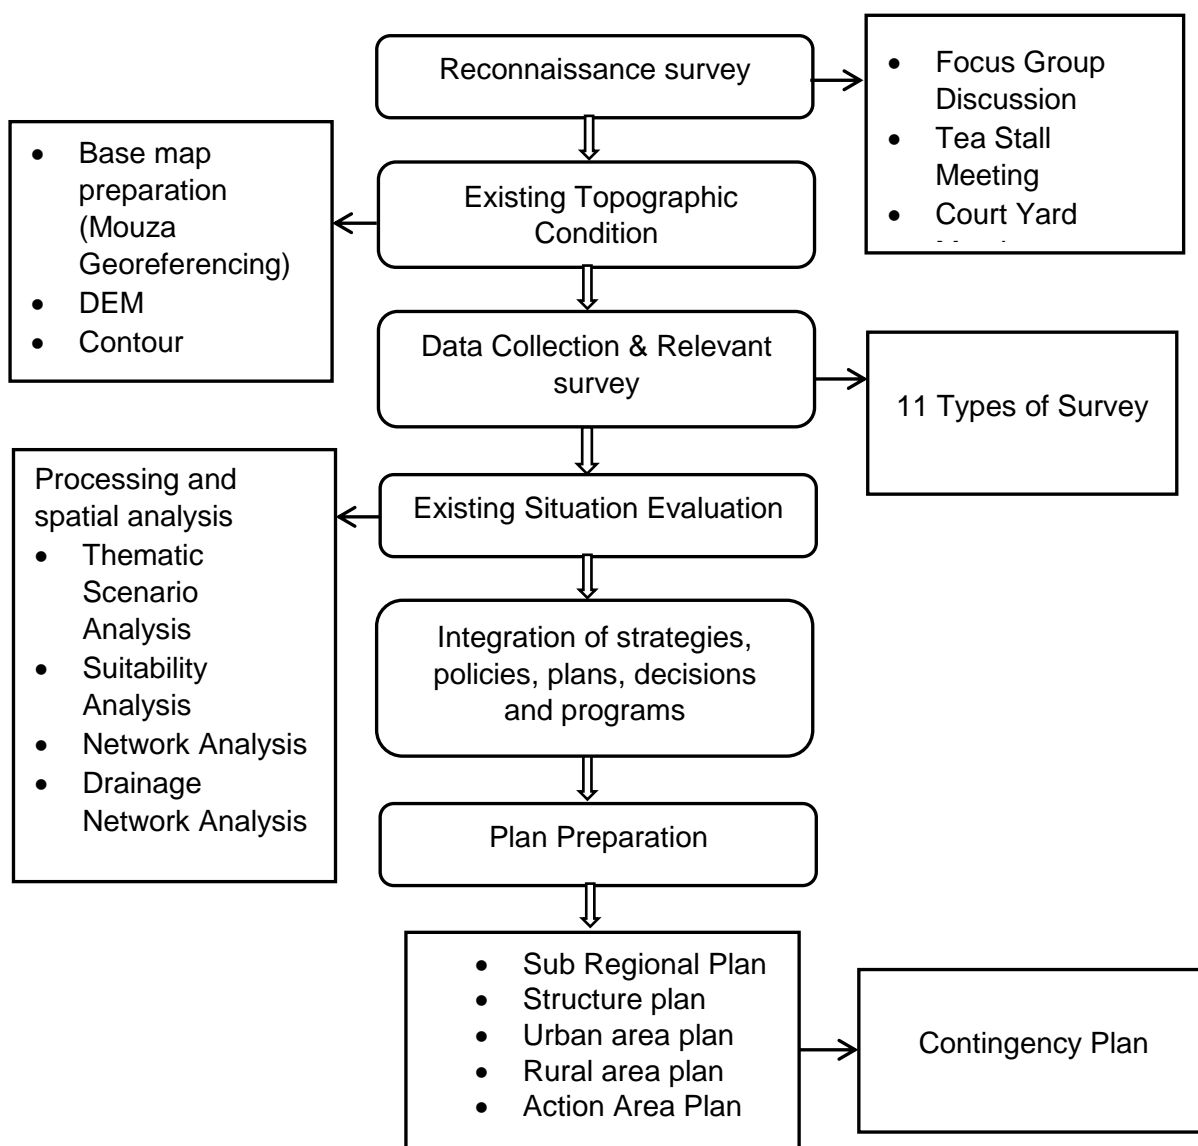 Reconnaissance survey
• Focus Group
Discussion
• Tea Stall
Meeting
• Court Yard
• Base map
preparation
(Mouza
Georeferencing)
• DEM
• Contour
Existing Topographic
Condition
Data Collection & Relevant
survey
11 Types of Survey
Processing and
spatial analysis
• Thematic
Scenario
Analysis
• Suitability
Analysis
• Network Analysis
• Drainage
Network Analysis
Existing Situation Evaluation
Integration of strategies,
policies, plans, decisions
and programs
Plan Preparation
• Sub Regional Plan
• Structure plan
• Urban area plan
• Rural area plan
• Action Area Plan
Contingency Plan